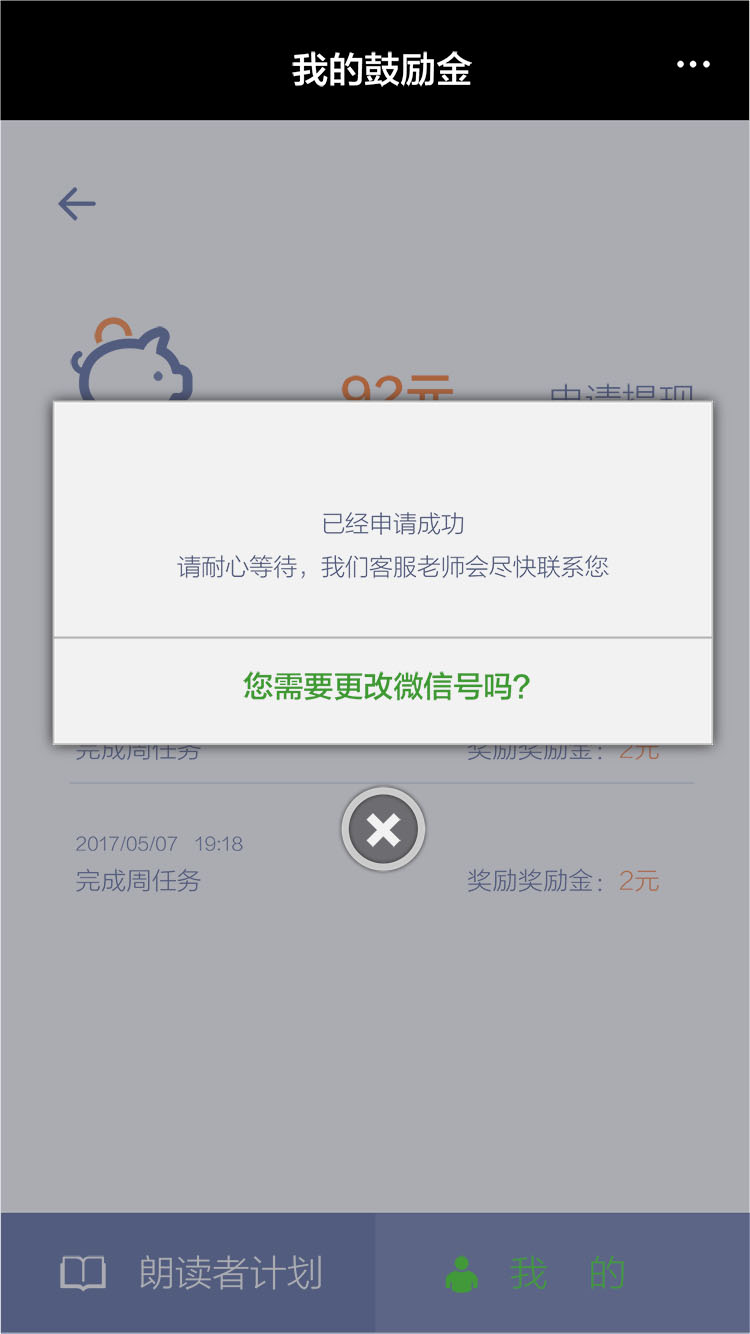 我的鼓励金
92元 申请提现
已经申请成功
请耐心等待，我们客服老师会尽快联系您
您需要更改微信号吗?
完成周任务 奖励奖励金：2元
2017/05/07 19:18
完成周任务 奖励奖励金：2元
朗读者计划 我 的